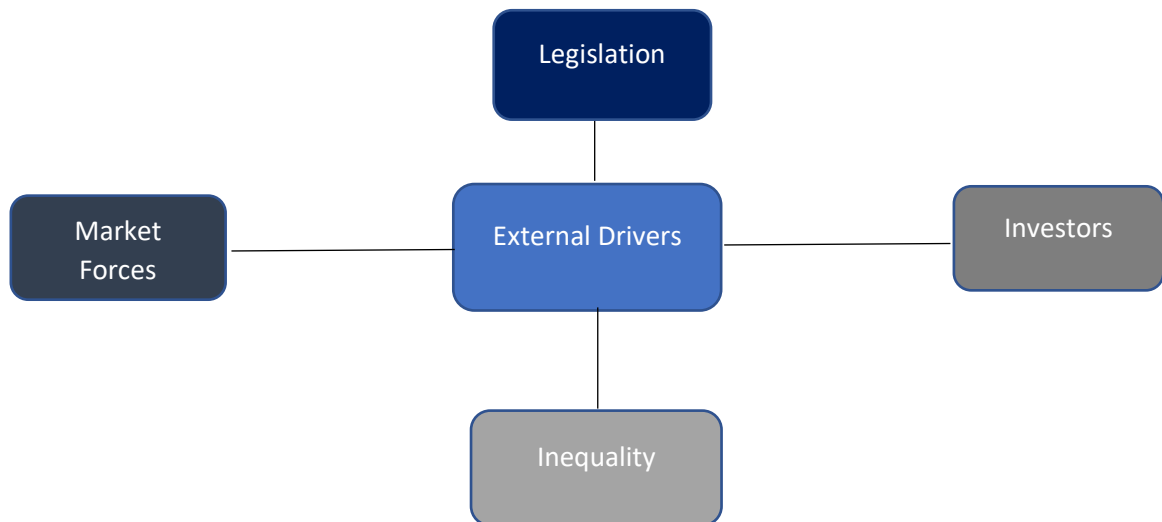 Legislation
Market
Forces
External Drivers
Investors
Inequality